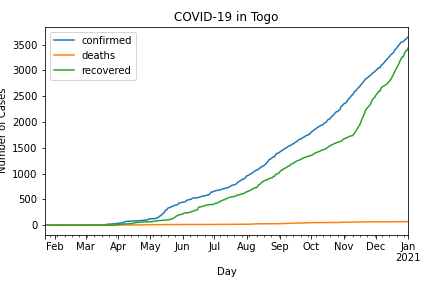 COVID-19 in Togo
confirmed
deaths
recovered
3500
3000
2500
2000
1500
1000
500
0
Number of Cases
Feb Mar Apr May Jun Jul Aug Sep Oct Nov Dec Jan
2021
Day